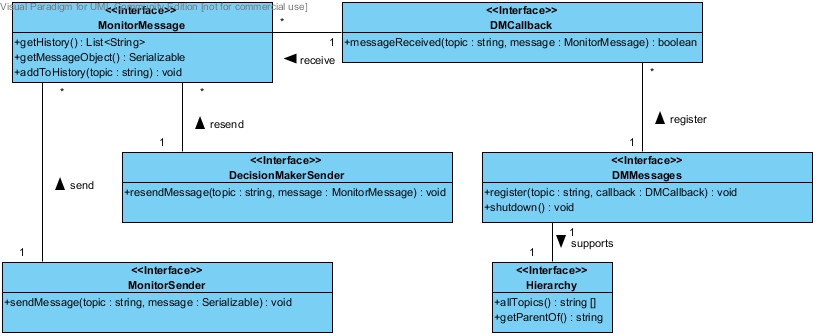 Visual Paradigm for UML Community Edition [not for commercial use]
<<Interface>>
MonitorMessage
+getHistory() : List<String>
+getMessageObject() : Serializable
+addToHistory(topic : string) : void
<<Interface>>
DMCallback
+messageReceived(topic : string, message : MonitorMessage) : boolean
*
1
receive
*
*
*
resend
register
1
1
<<Interface>>
DecisionMakerSender
+resendMessage(topic : string, message : MonitorMessage) : void
<<Interface>>
DMMessages
+register(topic : string, callback : DMCallback) : void
+shutdown() : void
send
1
supports
1
1
<<Interface>>
MonitorSender
+sendMessage(topic : string, message : Serializable) : void
<<Interface>>
Hierarchy
+allTopics() : string []
+getParentOf() : string